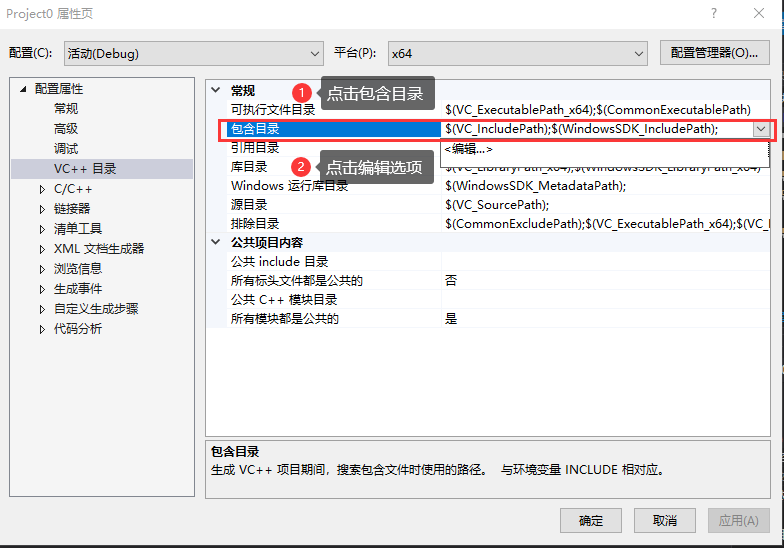 Project0 属性页
配置(C): 活动(Debug) 平台(P): x64 配置管理器(O)...
配置属性
常规
高级
调试
VC++ 目录
C/C++
链接器
清单工具
XML 文档生成器
浏览信息
生成事件
自定义生成步骤
代码分析
常规
1 点击包含目录
可执行文件目录 $(VC_ExecutablePath_x64);$(CommonExecutablePath)
包含目录 $(VC_IncludePath);$(WindowsSDK_IncludePath);
引用目录 <编辑...>
2 点击编辑选项
库目录 $(VC_LibraryPath_x64);$(WindowsSDK_LibraryPath_x64)
Windows 运行库目录 $(WindowsSDK_MetadataPath);
源目录 $(VC_SourcePath);
排除目录 $(CommonExcludePath);$(VC_ExecutablePath_x64);$(VC_
公共项目内容
公共 include 目录
所有标头文件都是公共的 否
公共 C++ 模块目录
所有模块都是公共的 是
包含目录
生成 VC++ 项目期间，搜索包含文件时使用的路径。 与环境变量 INCLUDE 相对应。
确定 取消 应用(A)